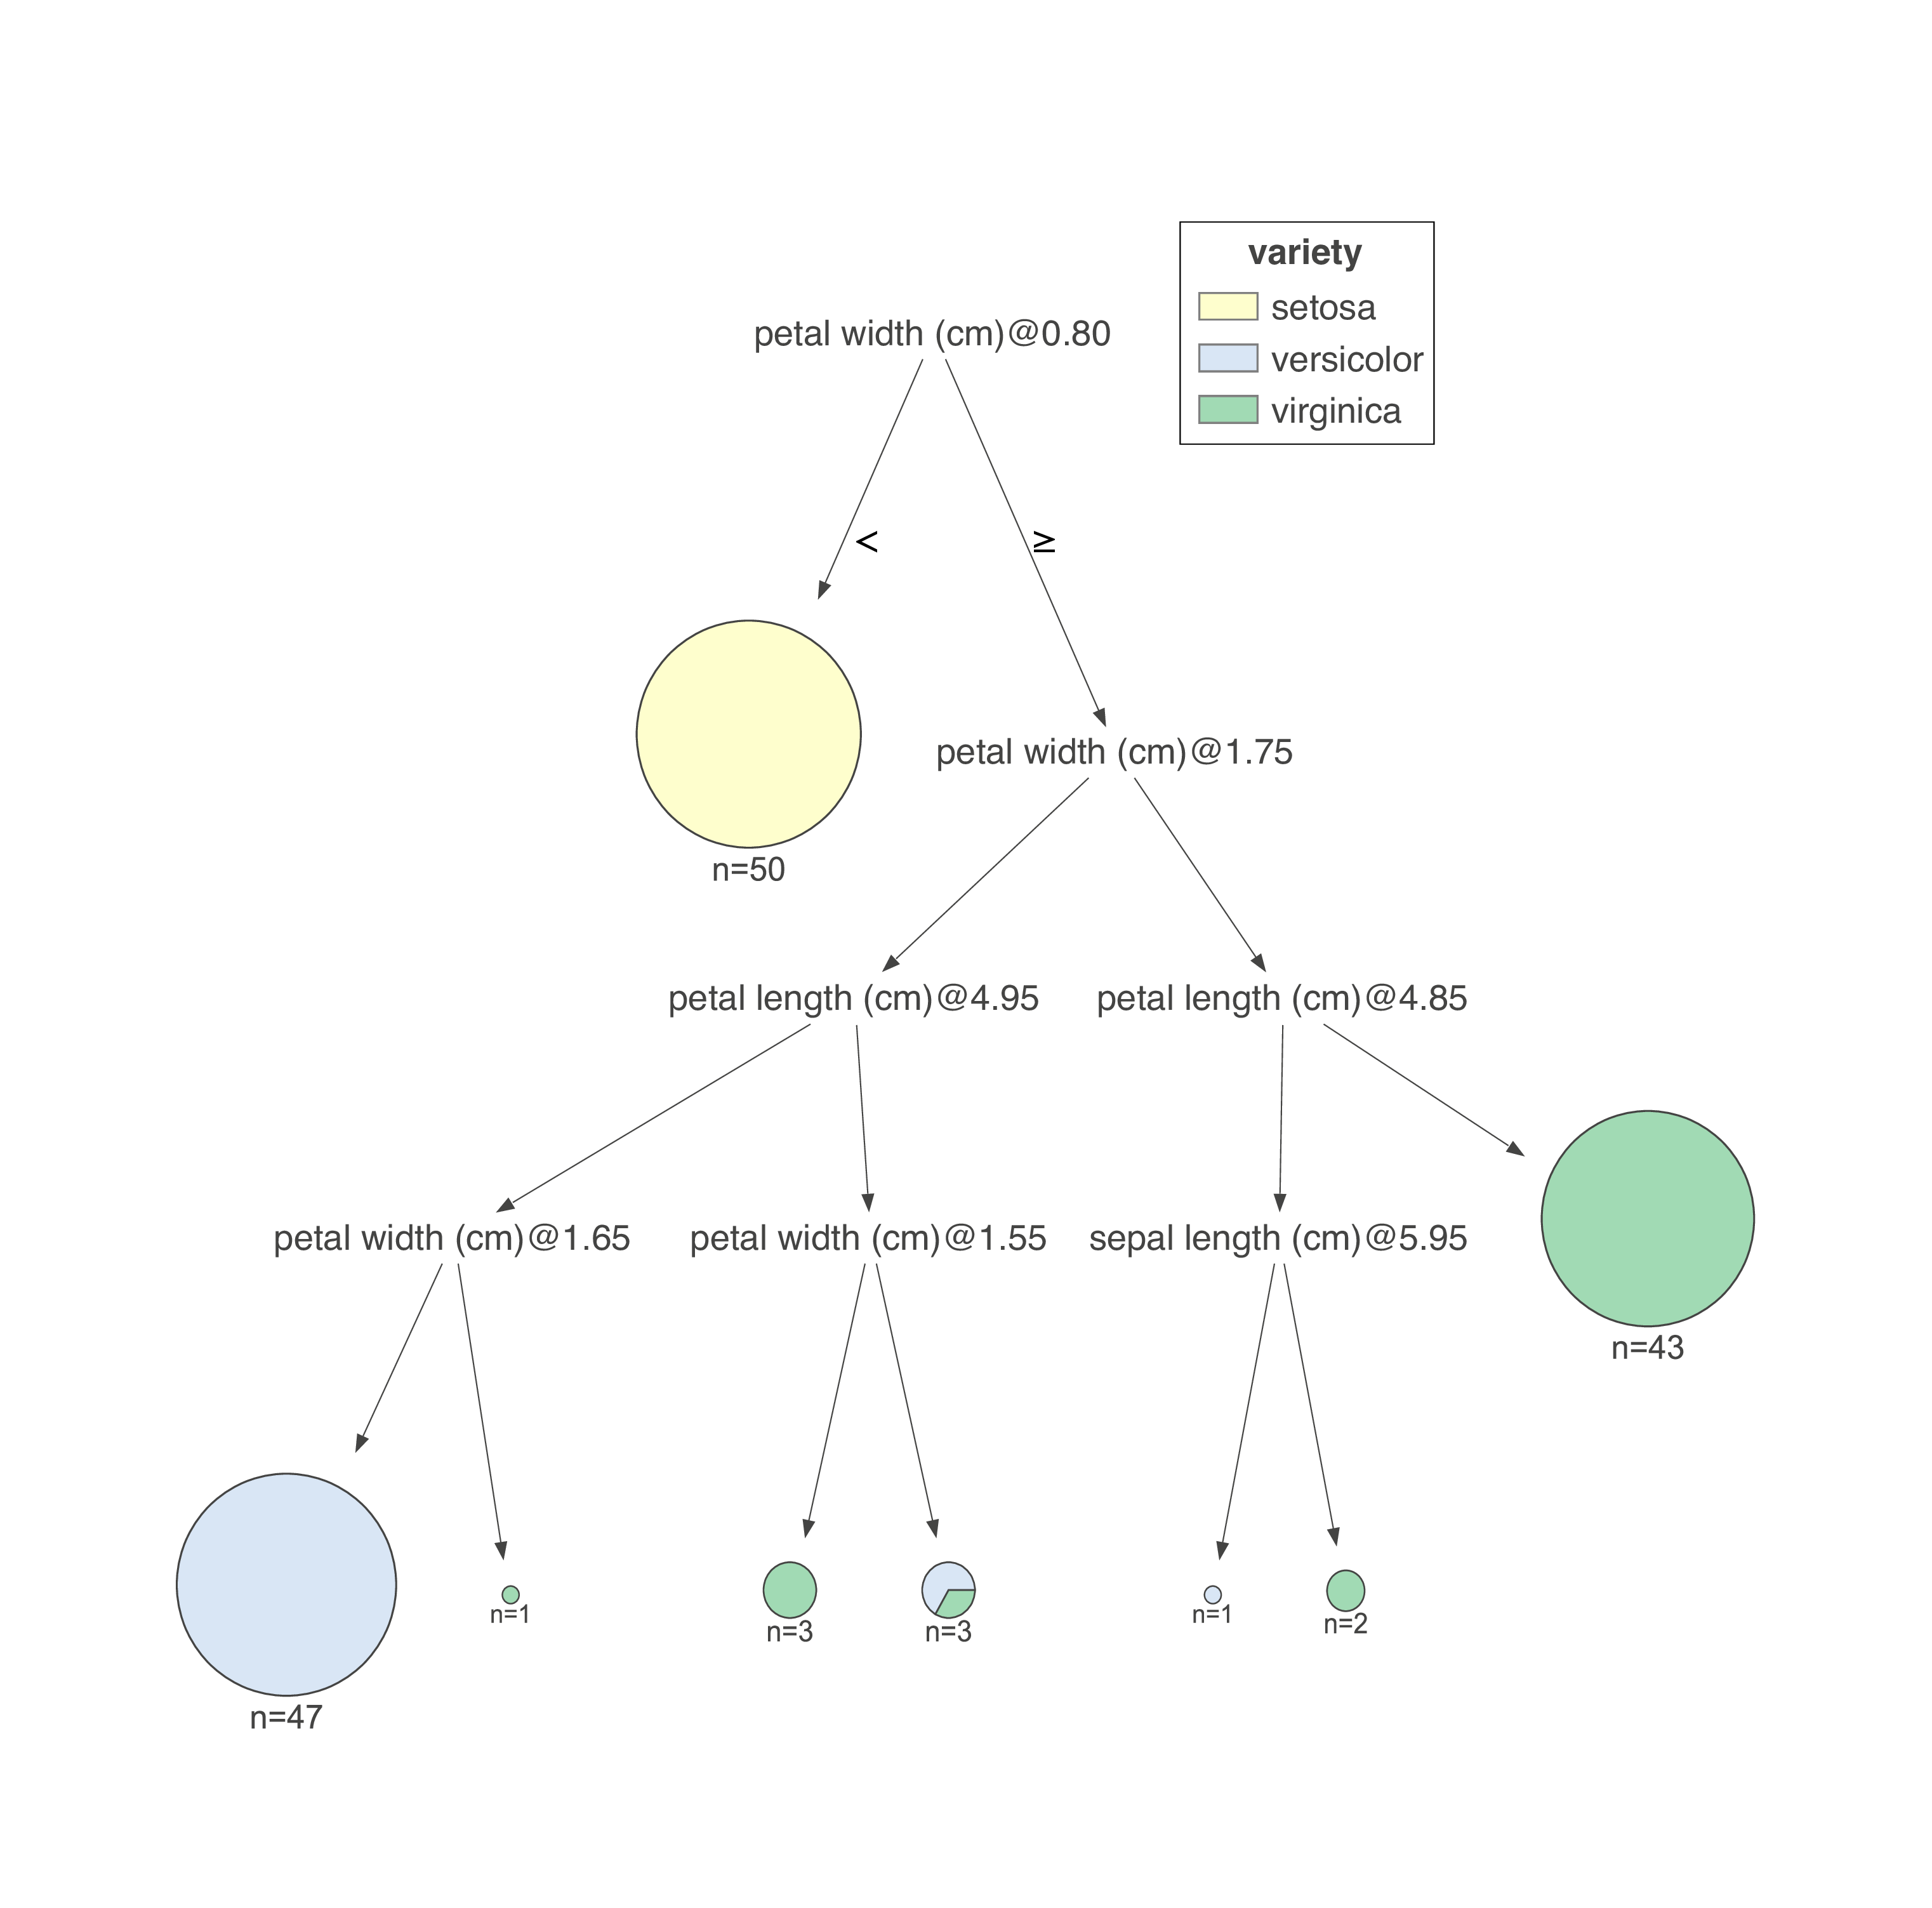 variety
setosa
versicolor
virginica
petal width (cm)@0.80
<
≥
petal width (cm)@1.75
n=50
petal length (cm)@4.95
petal length (cm)@4.85
petal width (cm)@1.65
petal width (cm)@1.55
sepal length (cm)@5.95
n=43
n=1
n=3
n=3
n=1
n=2
n=47